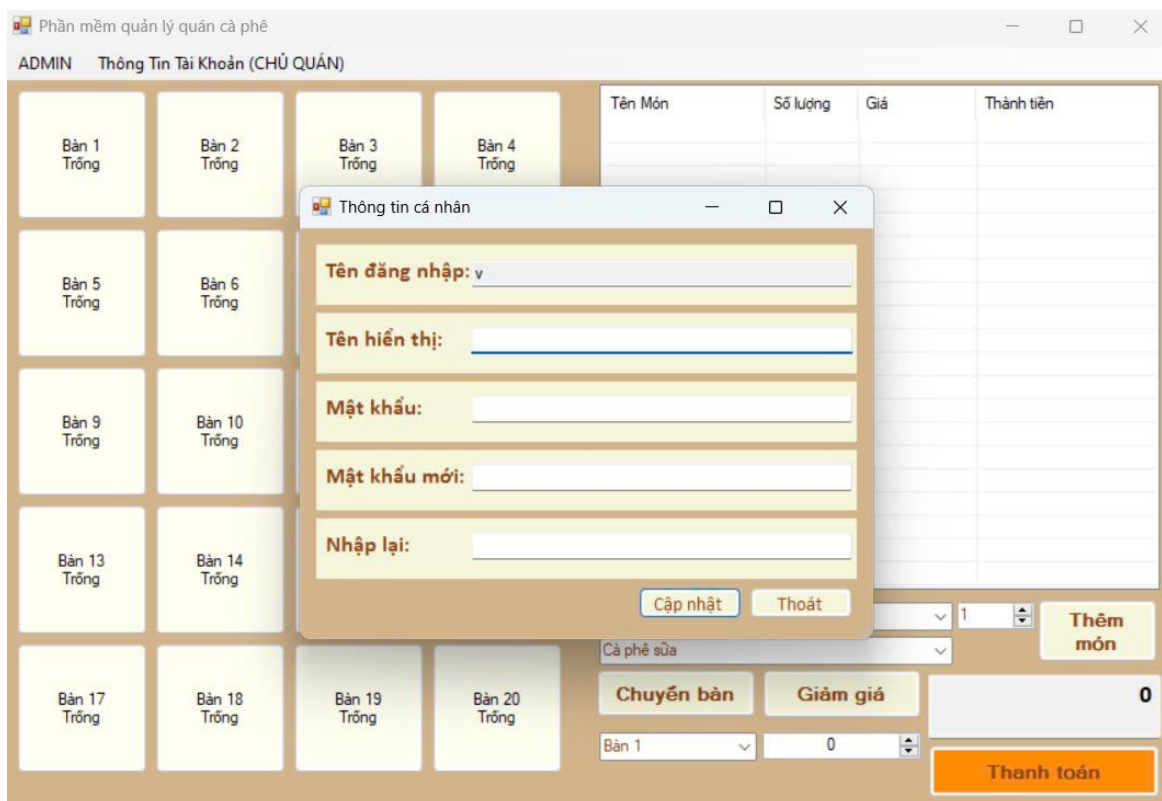 Phần mềm quản lý quán cà phê
ADMIN Thông Tin Tài Khoản (CHỦ QUÁN)
Bàn 1
Trống
Bàn 2
Trống
Bàn 3
Trống
Bàn 4
Trống
Tên Món Số lượng Giá Thành tiền
Thông tin cá nhân
Tên đăng nhập: v
Tên hiển thị:
Mật khẩu:
Mật khẩu mới:
Nhập lại:
Cập nhật Thoát
Bàn 5
Trống
Bàn 6
Trống
Bàn 9
Trống
Bàn 10
Trống
Bàn 13
Trống
Bàn 14
Trống
Bàn 17
Trống
Bàn 18
Trống
Bàn 19
Trống
Bàn 20
Trống
1
Thêm
món
Cà phê sữa
Chuyển bàn Giảm giá 0
Bàn 1 0
Thanh toán